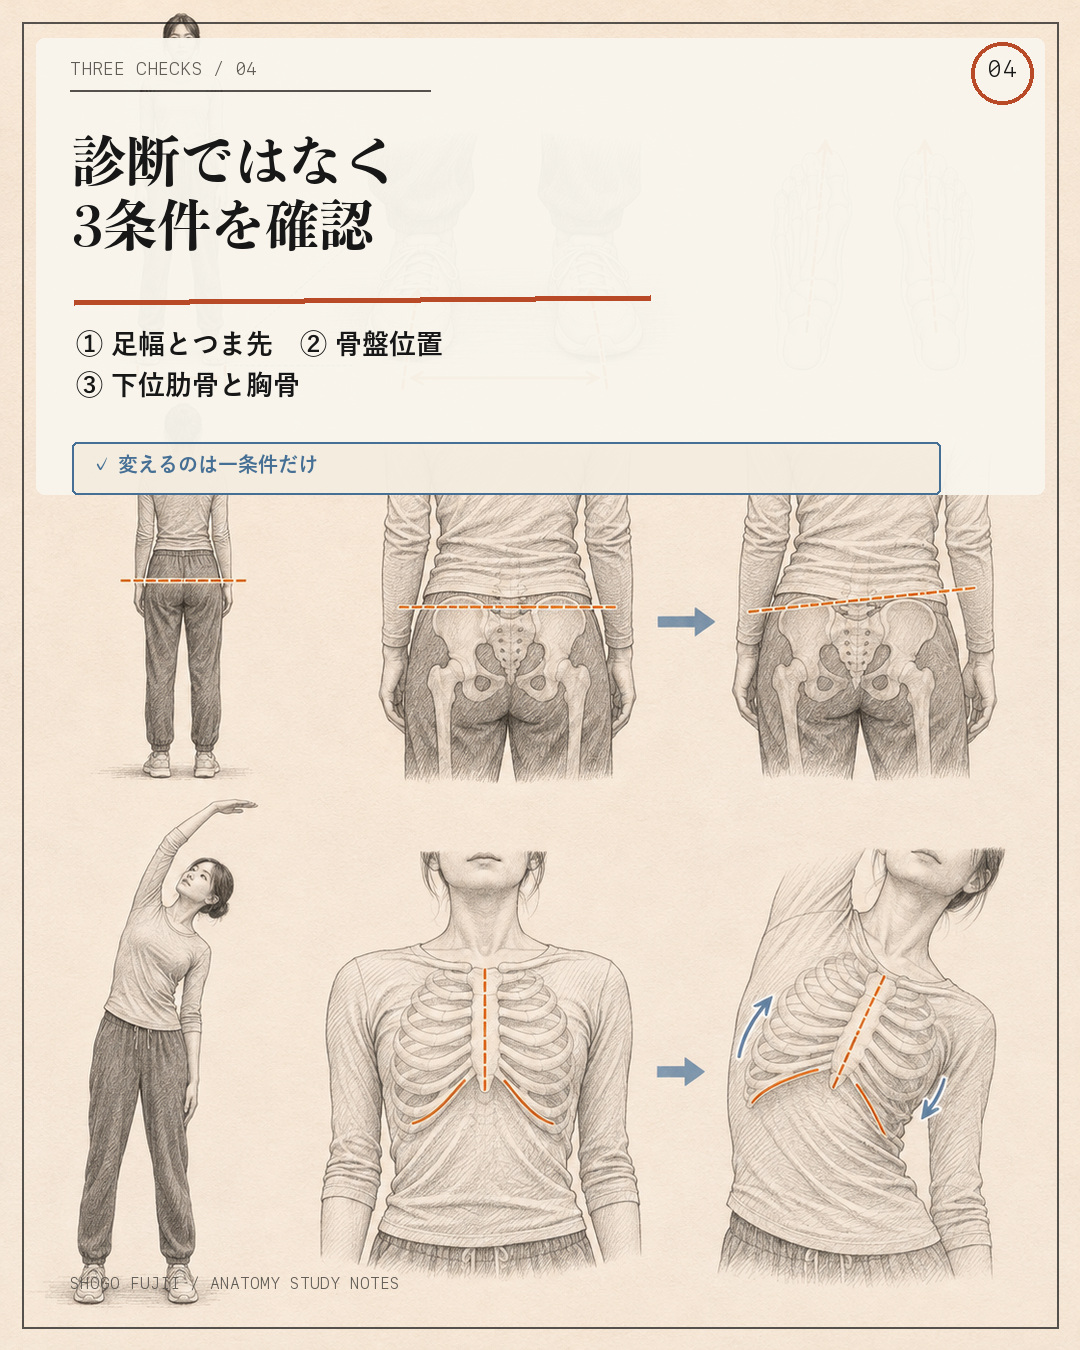 THREE CHECKS / 04
04
診断ではなく
3条件を確認
① 足幅とつま先 ② 骨盤位置
③ 下位肋骨と胸骨
✓ 変えるのは一条件だけ
SHOGO FUJII / ANATOMY STUDY NOTES